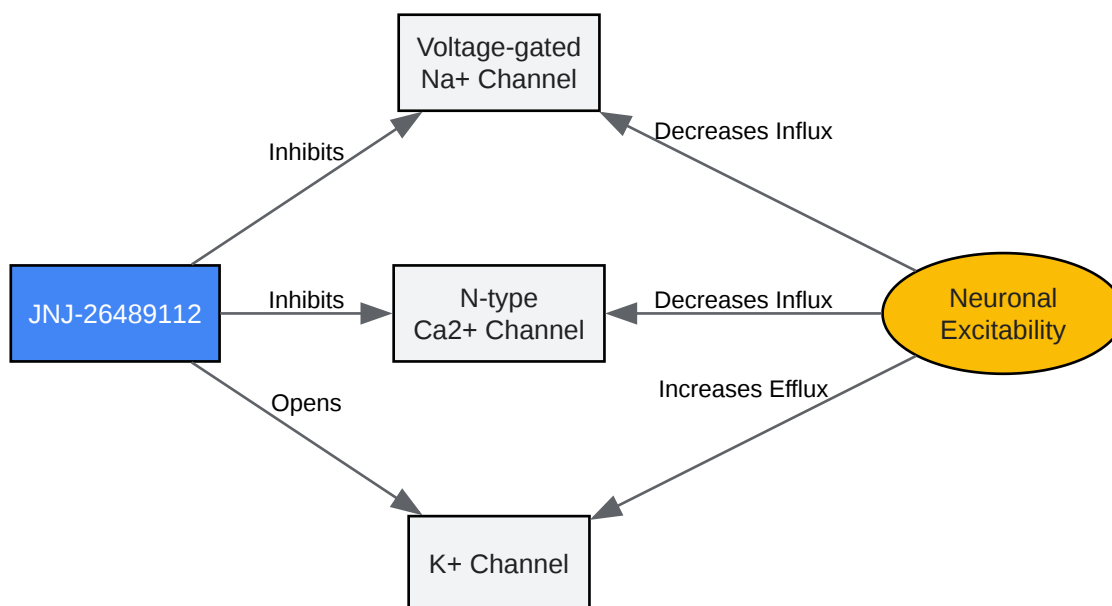 Voltage-gated
Na+ Channel
Inhibits
Decreases Influx
JNJ-26489112
Inhibits
N-type
Ca2+ Channel
Decreases Influx
Neuronal
Excitability
Opens
Increases Efflux
K+ Channel